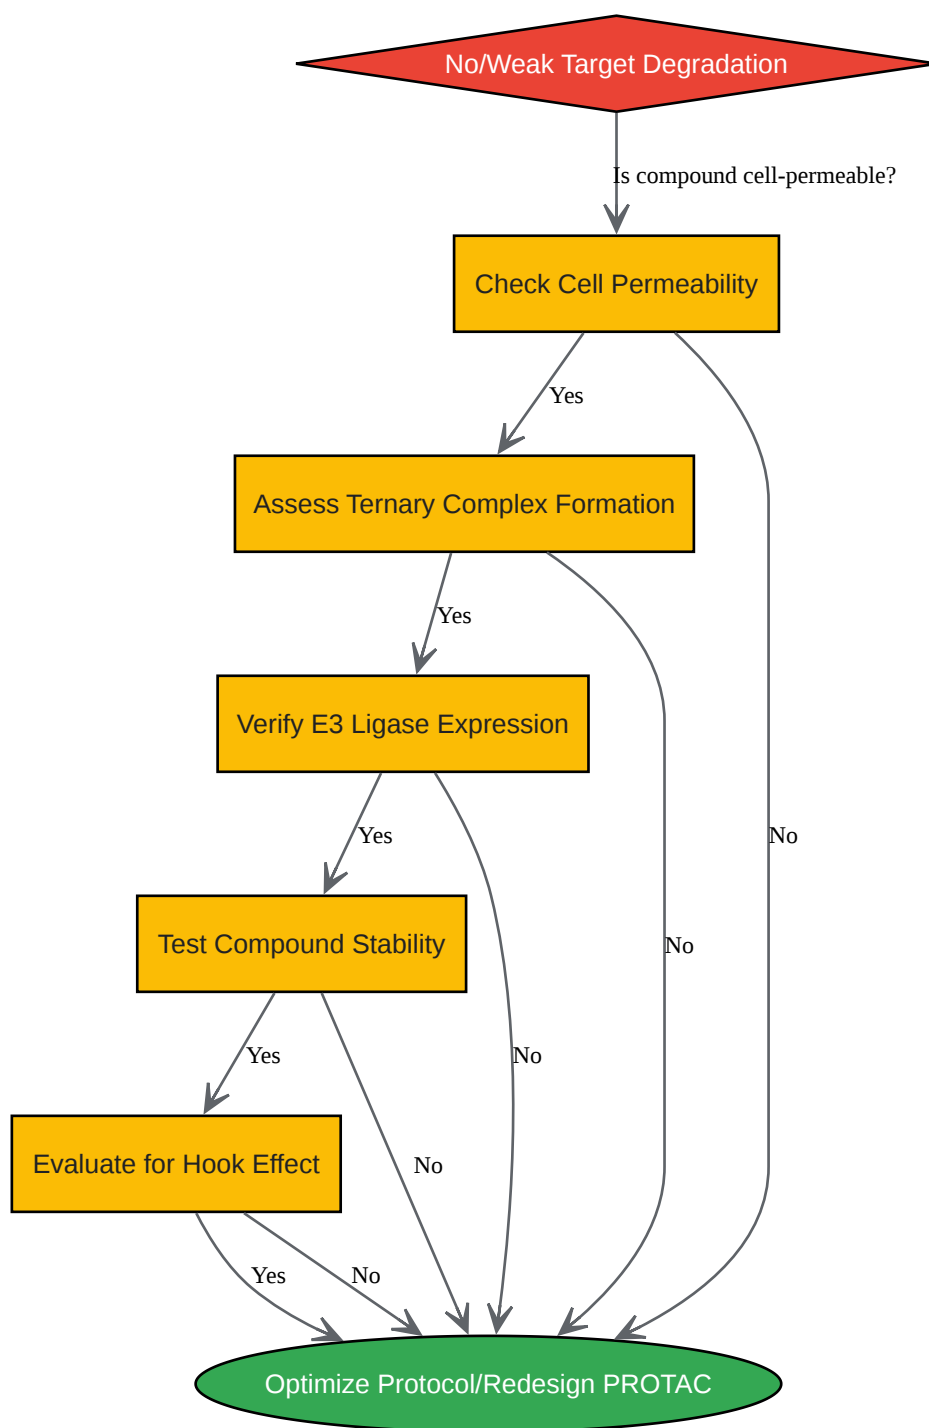 No/Weak Target Degradation
Is compound cell-permeable?
Check Cell Permeability
Yes
Assess Ternary Complex Formation
Yes
Verify E3 Ligase Expression
Yes
No
Test Compound Stability
No
Yes
No
Evaluate for Hook Effect
No
Yes
No
Optimize Protocol/Redesign PROTAC